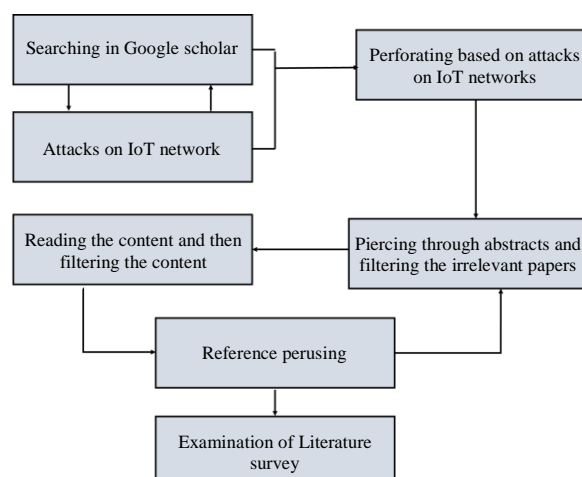 Searching in Google scholar
Attacks on IoT network
Perforating based on attacks
on IoT networks
Reading the content and then
filtering the content
Piercing through abstracts and
filtering the irrelevant papers
Reference perusing
Examination of Literature
survey